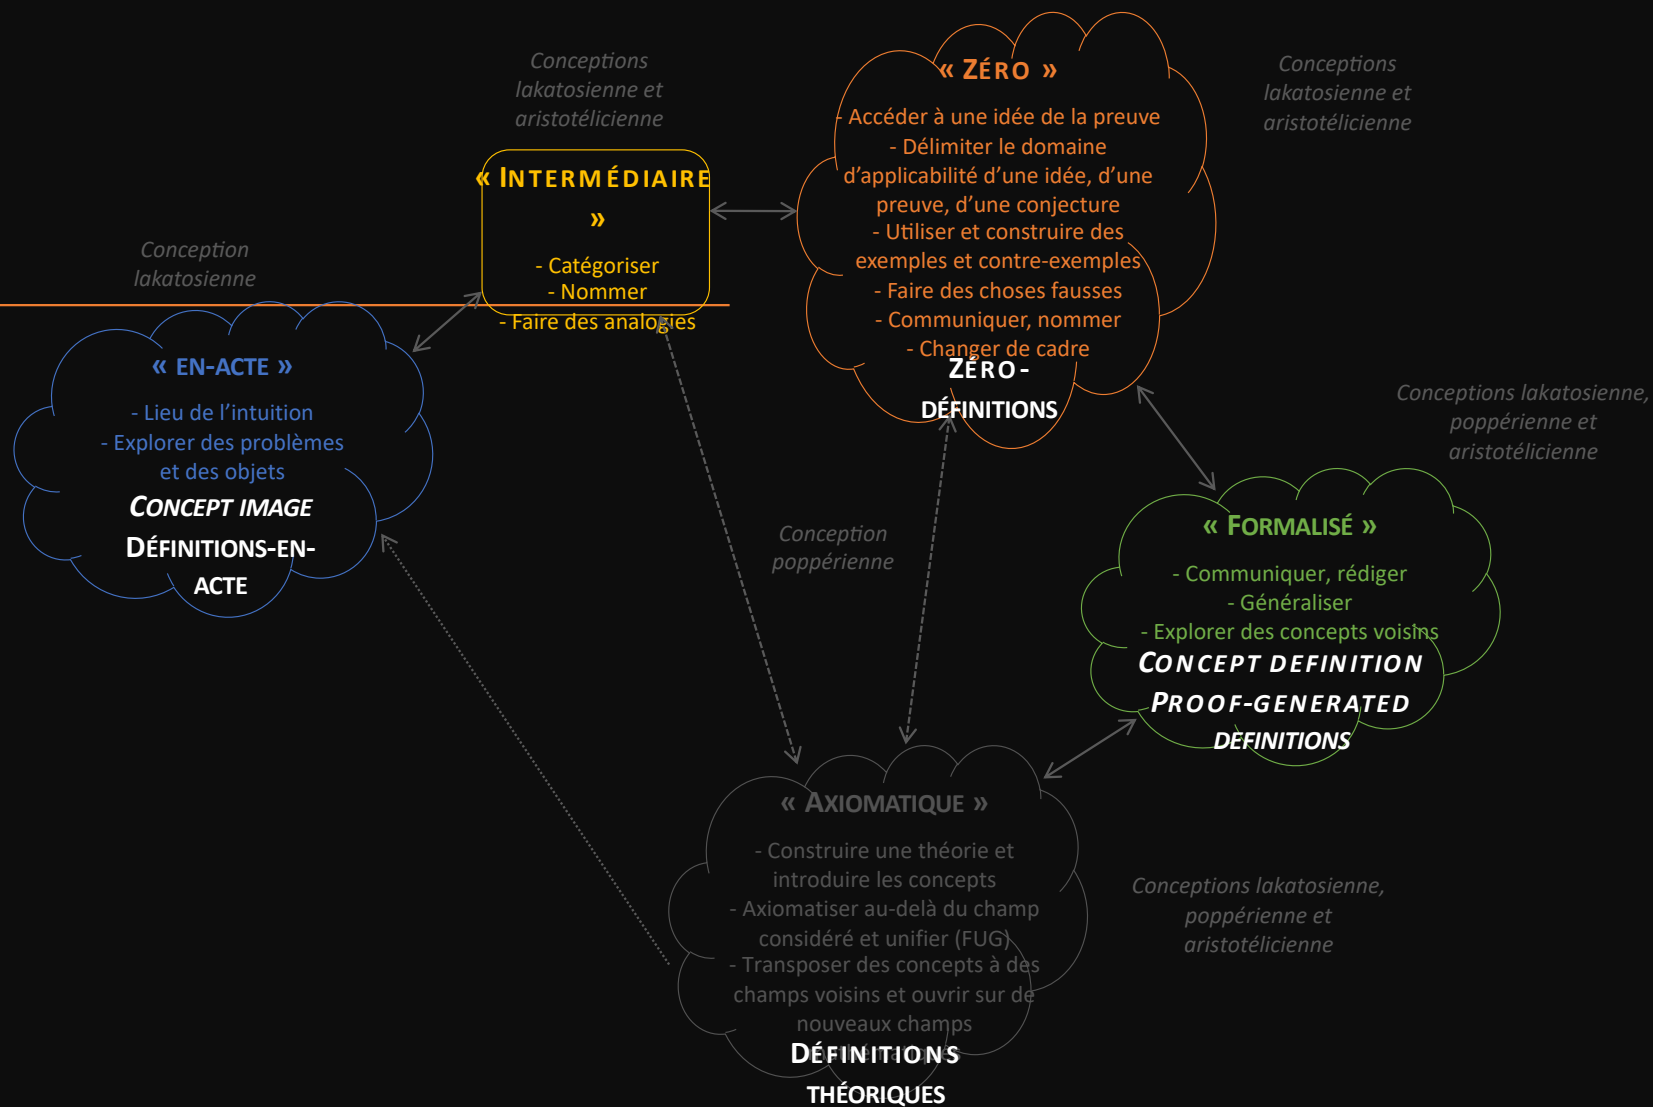 Conceptions
lakatosienne et
aristotélicienne
« INTERMÉDIAIRE
»
- Catégoriser
- Nommer
- Faire des analogies
« ZÉRO »
- Accéder à une idée de la preuve
- Délimiter le domaine
d’applicabilité d’une idée, d’une
preuve, d’une conjecture
- Utiliser et construire des
exemples et contre-exemples
- Faire des choses fausses
- Communiquer, nommer
- Changer de cadre
ZÉRO-
DÉFINITIONS
Conceptions
lakatosienne et
aristotélicienne
Conception
lakatosienne
« EN-ACTE »
- Lieu de l’intuition
- Explorer des problèmes
et des objets
CONCEPT IMAGE
DÉFINITIONS-EN-
ACTE
Conception
poppérienne
Conceptions lakatosienne,
poppérienne et
aristotélicienne
« FORMALISÉ »
- Communiquer, rédiger
- Généraliser
- Explorer des concepts voisins
CONCEPT DEFINITION
PROOF-GENERATED
DEFINITIONS
« AXIOMATIQUE »
- Construire une théorie et
introduire les concepts
- Axiomatiser au-delà du champ
considéré et unifier (FUG)
- Transposer des concepts à des
champs voisins et ouvrir sur de
nouveaux champs
mathématiques
DÉFINITIONS
THÉORIQUES
Conceptions lakatosienne,
poppérienne et
aristotélicienne